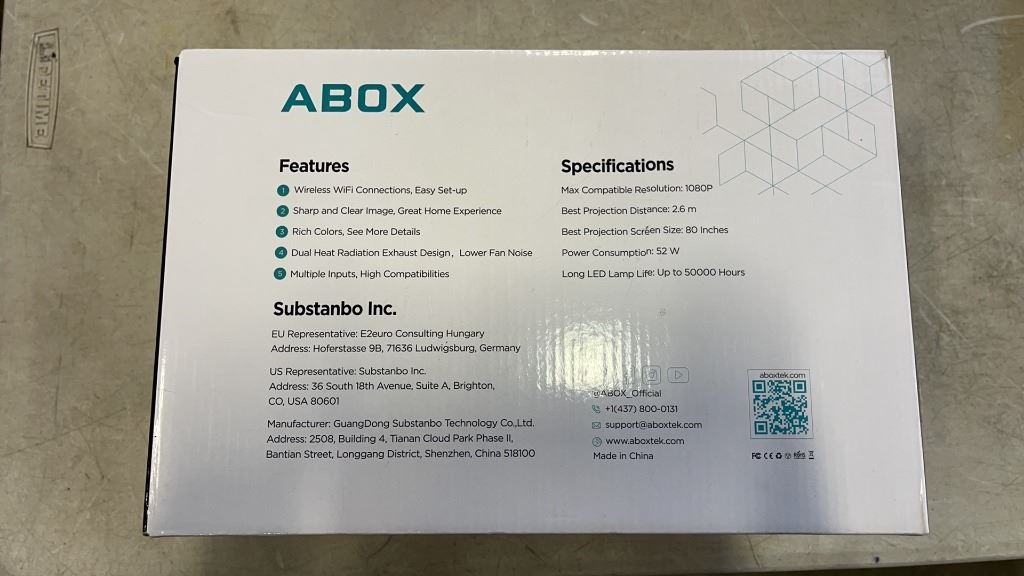 LIFETIME
ABOX
Features
1 Wireless WiFi Connections, Easy Set-up
2 Sharp and Clear Image, Great Home Experience
3 Rich Colors, See More Details
4 Dual Heat Radiation Exhaust Design, Lower Fan Noise
5 Multiple Inputs, High Compatibilities
Specifications
Max Compatible Resolution: 1080P
Best Projection Distance: 2.6 m
Best Projection Screen Size: 80 Inches
Power Consumption: 52 W
Long LED Lamp Life: Up to 50000 Hours
Substanbo Inc.
EU Representative: E2euro Consulting Hungary
Address: Hoferstasse 9B, 71636 Ludwigsburg, Germany
US Representative: Substanbo Inc.
Address: 36 South 18th Avenue, Suite A, Brighton,
CO, USA 80601
Manufacturer: GuangDong Substanbo Technology Co.,Ltd.
Address: 2508, Building 4, Tianan Cloud Park Phase II,
Bantian Street, Longgang District, Shenzhen, China 518100
@ABOX_Official
+1(437) 800-0131
support@aboxtek.com
www.aboxtek.com
Made in China
aboxtek.com
FC CE RoHS